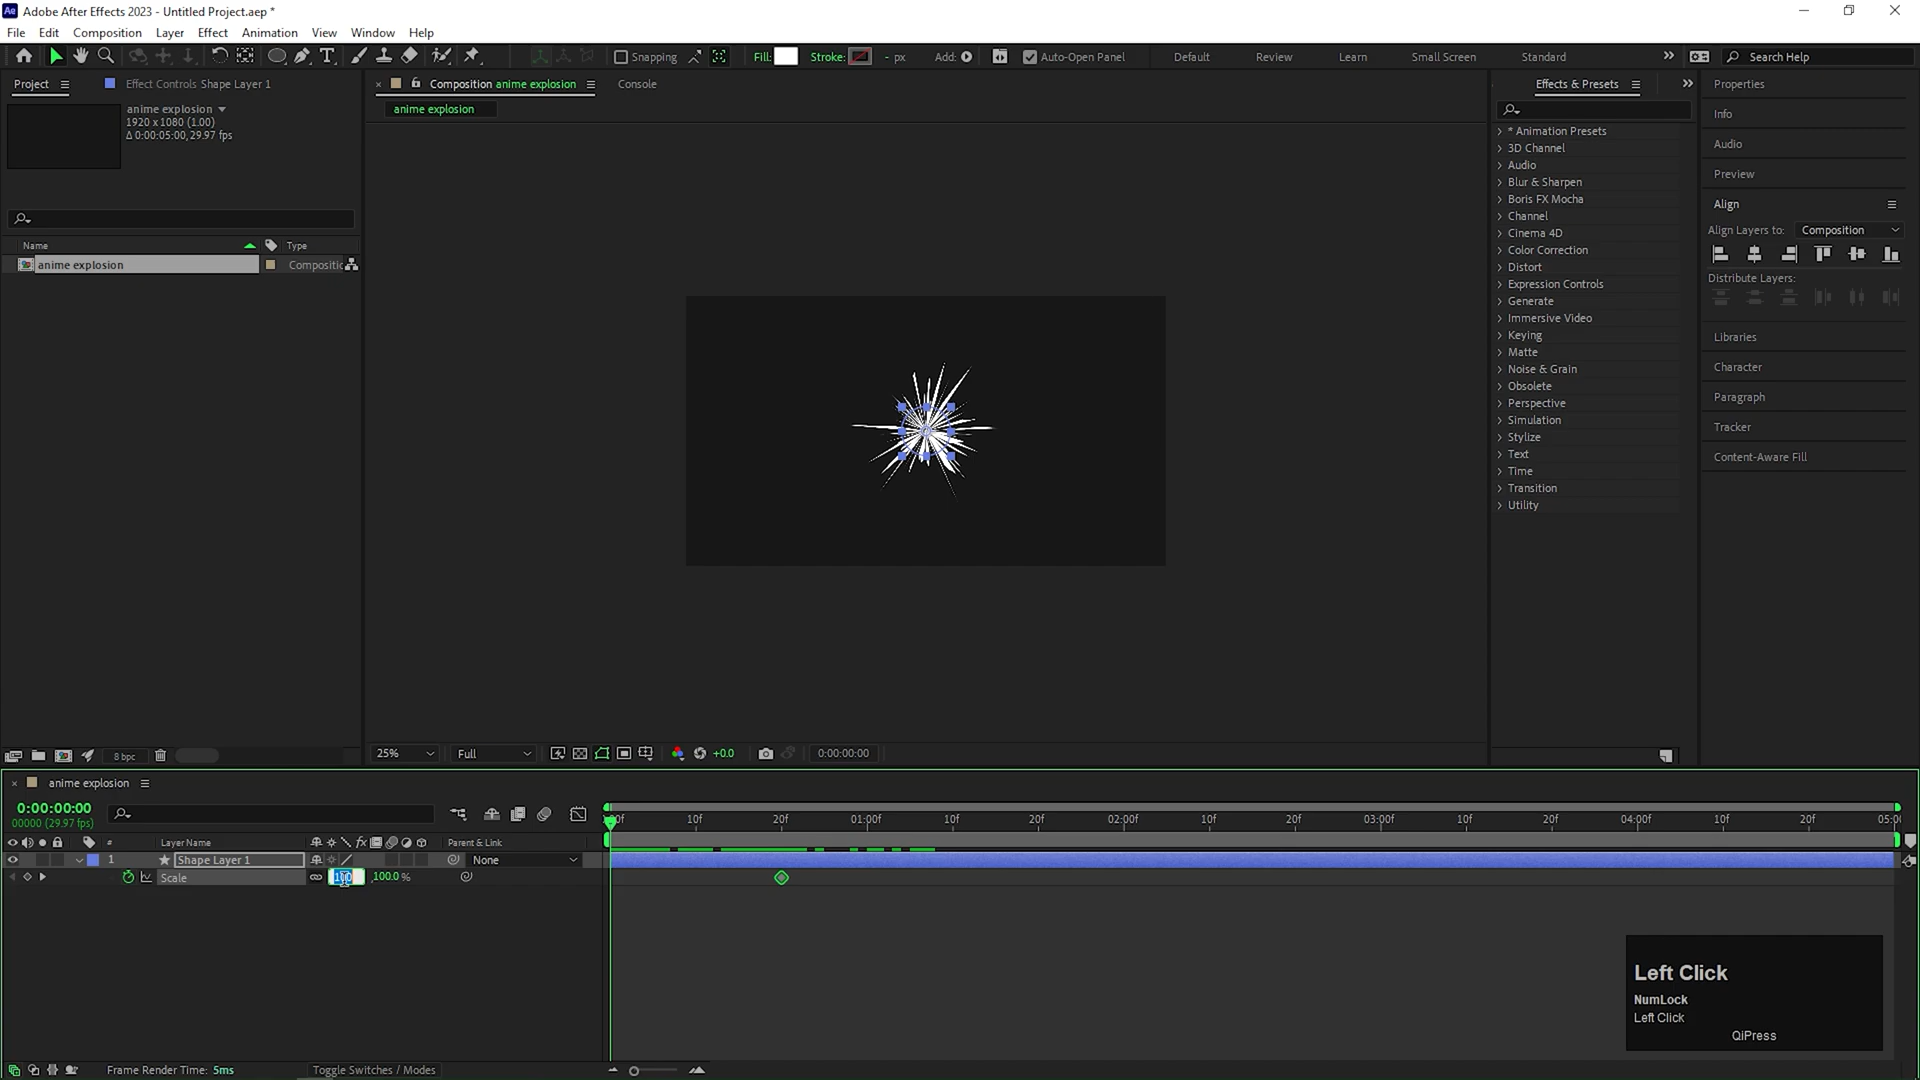 Adobe After Effects 2023 - Untitled Project.aep *
File Edit Composition Layer Effect Animation View Window Help
Snapping Fill: Stroke: - px Add: Auto-Open Panel Default Review Learn Small Screen Standard Search Help
Project Effect Controls Shape Layer 1
anime explosion
1920 x 1080 (1.00)
Δ 0:00:05:00, 29.97 fps
Name Type
anime explosion Compositic
8 bpc
Composition anime explosion Console
anime explosion
25% Full +0.0 0:00:00:00
Effects & Presets
* Animation Presets
3D Channel
Audio
Blur & Sharpen
Boris FX Mocha
Channel
Cinema 4D
Color Correction
Distort
Expression Controls
Generate
Immersive Video
Keying
Matte
Noise & Grain
Obsolete
Perspective
Simulation
Stylize
Text
Time
Transition
Utility
Properties
Info
Audio
Preview
Align
Align Layers to: Composition
Distribute Layers:
Libraries
Character
Paragraph
Tracker
Content-Aware Fill
anime explosion
0:00:00:00
00000 (29.97 fps)
:00f 10f 20f 01:00f 10f 20f 02:00f 10f 20f 03:00f 10f 20f 04:00f 10f 20f 05:00
# Layer Name Parent & Link
1 Shape Layer 1 None
Scale 100.0 %
Frame Render Time: 5ms Toggle Switches / Modes
Left Click
NumLock
Left Click
QiPress